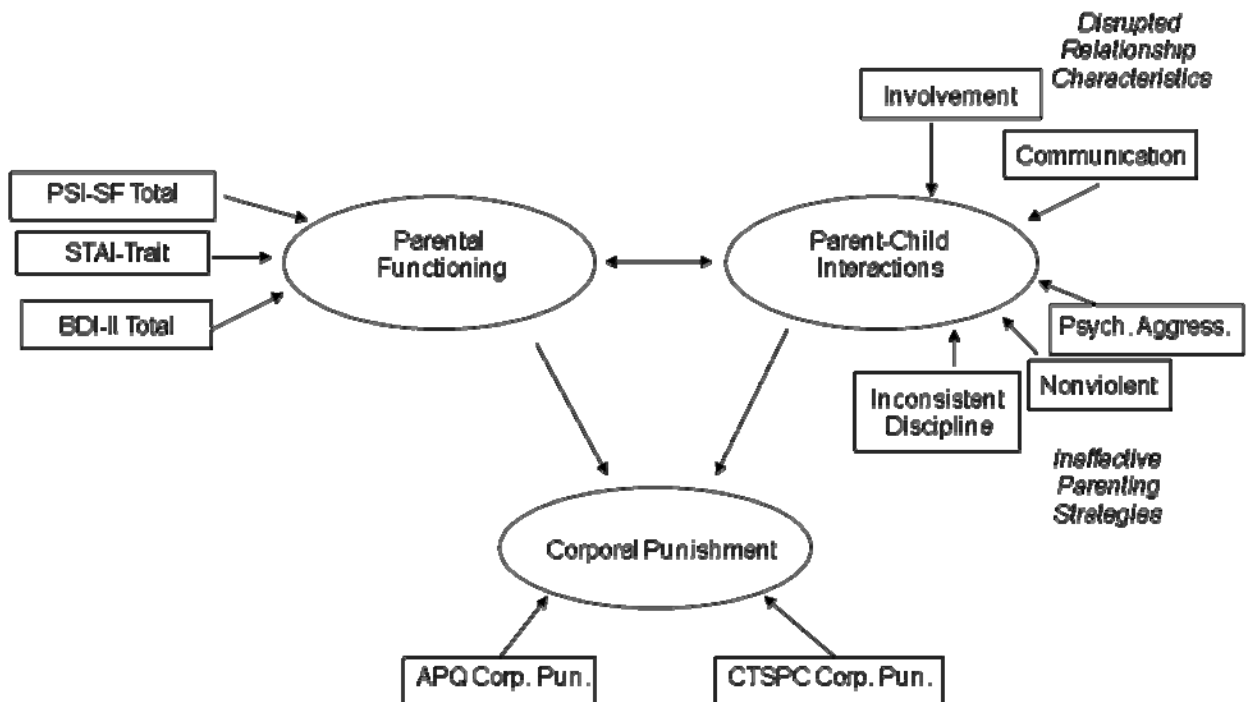 Disrupted
Relationship
Characteristics
Involvement
Communication
PSI-SF Total
STAI-Trait
BDI-II Total
Parental
Functioning
Parent-Child
Interactions
Psych. Aggress.
Nonviolent
Inconsistent
Discipline
Ineffective
Parenting
Strategies
Corporal Punishment
APQ Corp. Pun.
CTSPC Corp. Pun.